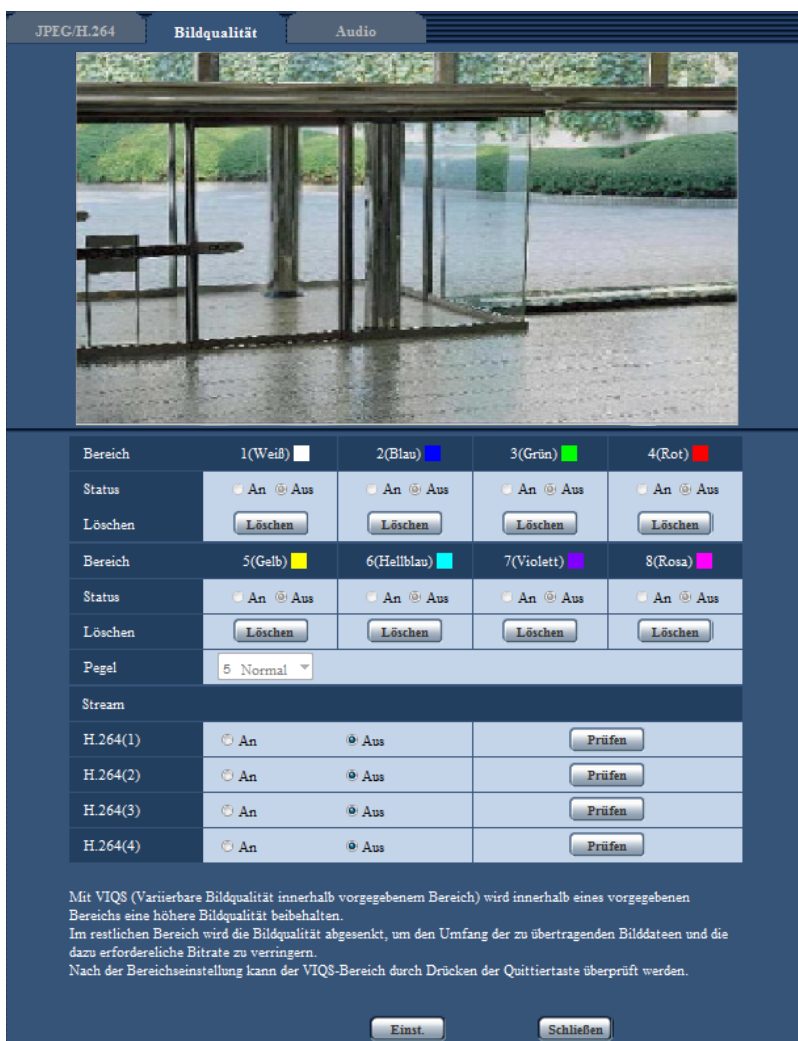 JPEG/H.264 Bildqualität Audio
Bereich 1(Weiß) 2(Blau) 3(Grün) 4(Rot)
Status An Aus An Aus An Aus An Aus
Löschen Löschen Löschen Löschen Löschen
Bereich 5(Gelb) 6(Hellblau) 7(Violett) 8(Rosa)
Status An Aus An Aus An Aus An Aus
Löschen Löschen Löschen Löschen Löschen
Pegel 5 Normal
Stream
H.264(1) An Aus Prüfen
H.264(2) An Aus Prüfen
H.264(3) An Aus Prüfen
H.264(4) An Aus Prüfen
Mit VIQS (Variierbare Bildqualität innerhalb vorgegebenem Bereich) wird innerhalb eines vorgegebenen
Bereichs eine höhere Bildqualität beibehalten.
Im restlichen Bereich wird die Bildqualität abgesenkt, um den Umfang der zu übertragenden Bilddateen und die
dazu erfordereliche Bitrate zu verringern.
Nach der Bereichseinstellung kann der VIQS-Bereich durch Drücken der Quittiertaste überprüft werden.
Einst. Schließen